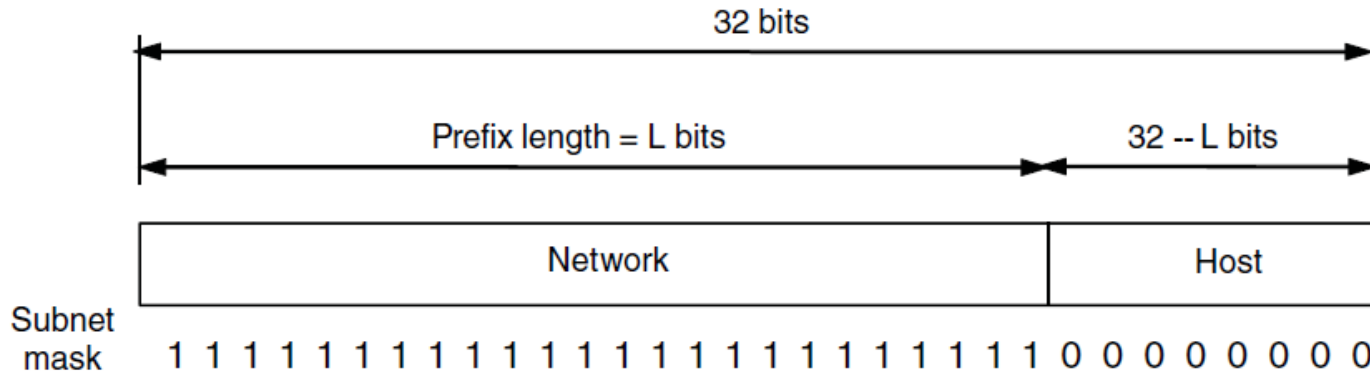 32 bits
Prefix length = L bits
32 -- L bits
Network
Host
Subnet
mask
1 1 1 1 1 1 1 1 1 1 1 1 1 1 1 1 1 1 1 1 1 1 1 1 0 0 0 0 0 0 0 0